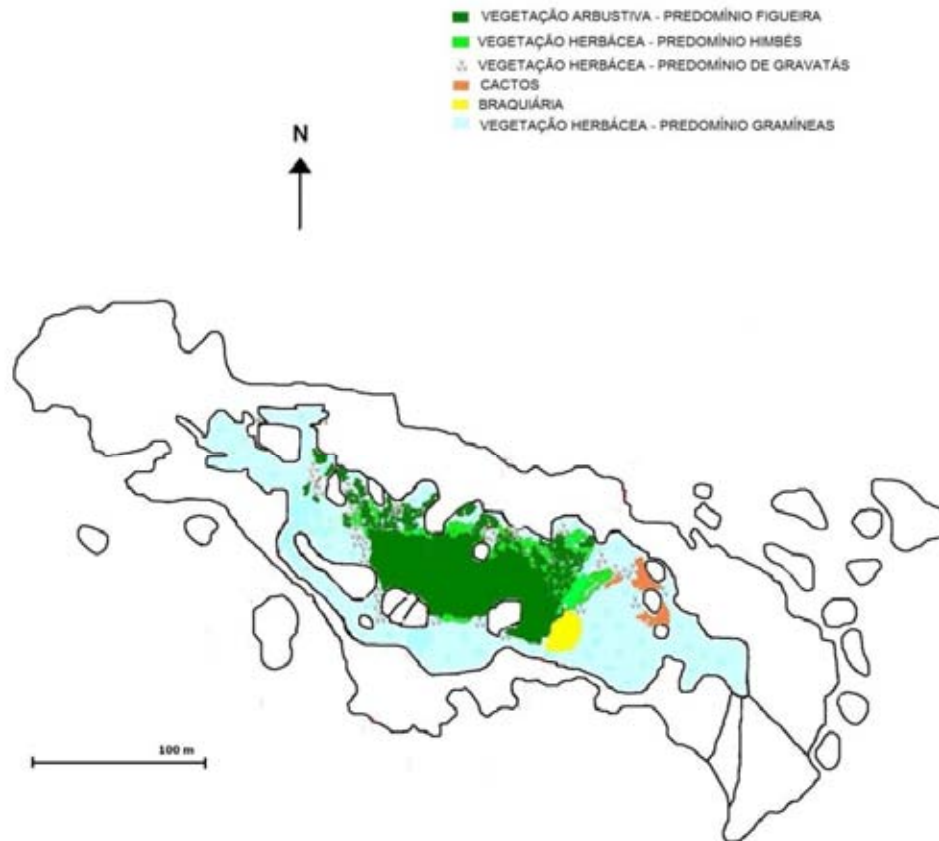 VEGETAÇÃO ARBUSTIVA - PREDOMÍNIO FIGUEIRA
VEGETAÇÃO HERBÁCEA - PREDOMÍNIO HIMBÉS
VEGETAÇÃO HERBÁCEA - PREDOMÍNIO DE GRAVATÁS
CACTOS
BRAQUIÁRIA
VEGETAÇÃO HERBÁCEA - PREDOMÍNIO GRAMÍNEAS
N
100 m